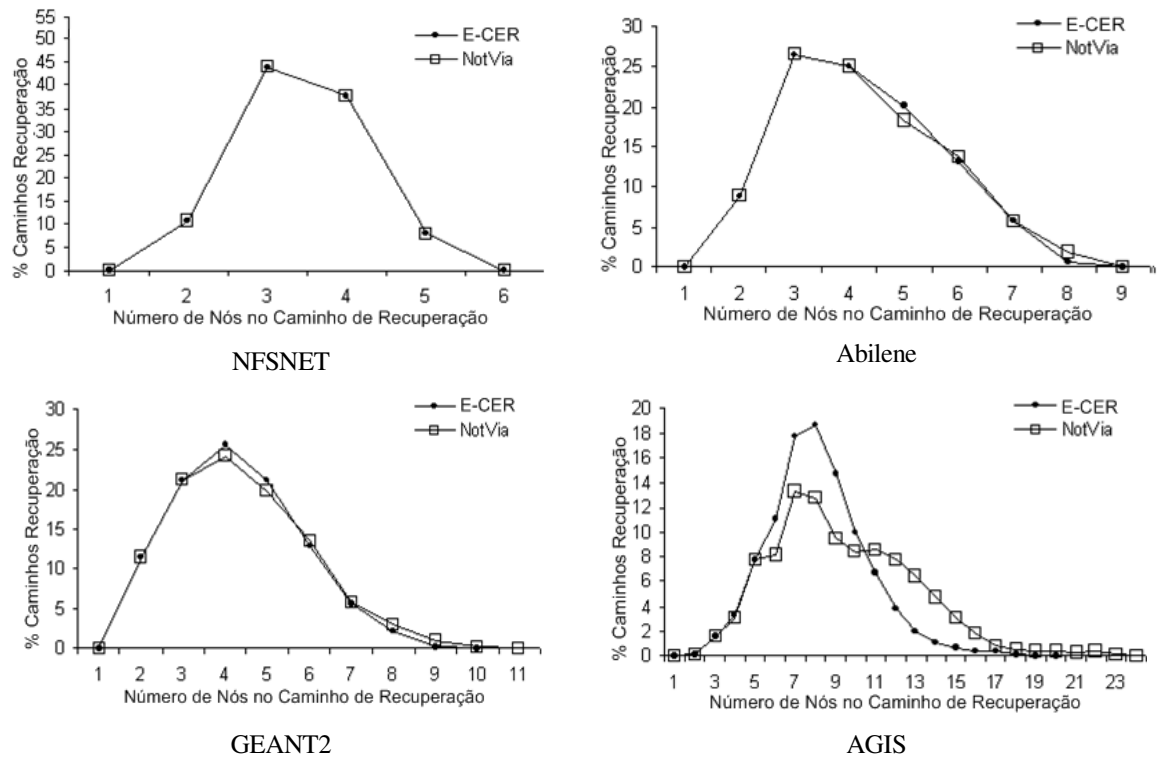 55
50
45
40
35
30
25
20
15
10
5
0
% Caminhos Recuperação
E-CER
NotVia
1 2 3 4 5 6
Número de Nós no Caminho de Recuperação
NFSNET
30
25
20
15
10
5
0
% Caminhos Recuperação
E-CER
NotVia
1 2 3 4 5 6 7 8 9
Número de Nós no Caminho de Recuperação
Abilene
30
25
20
15
10
5
0
% Caminhos Recuperação
E-CER
NotVia
1 2 3 4 5 6 7 8 9 10 11
Número de Nós no Caminho de Recuperação
GEANT2
20
18
16
14
12
10
8
6
4
2
0
% Caminhos Recuperação
E-CER
NotVia
1 3 5 7 9 11 13 15 17 19 21 23
Número de Nós no Caminho de Recuperação
AGIS